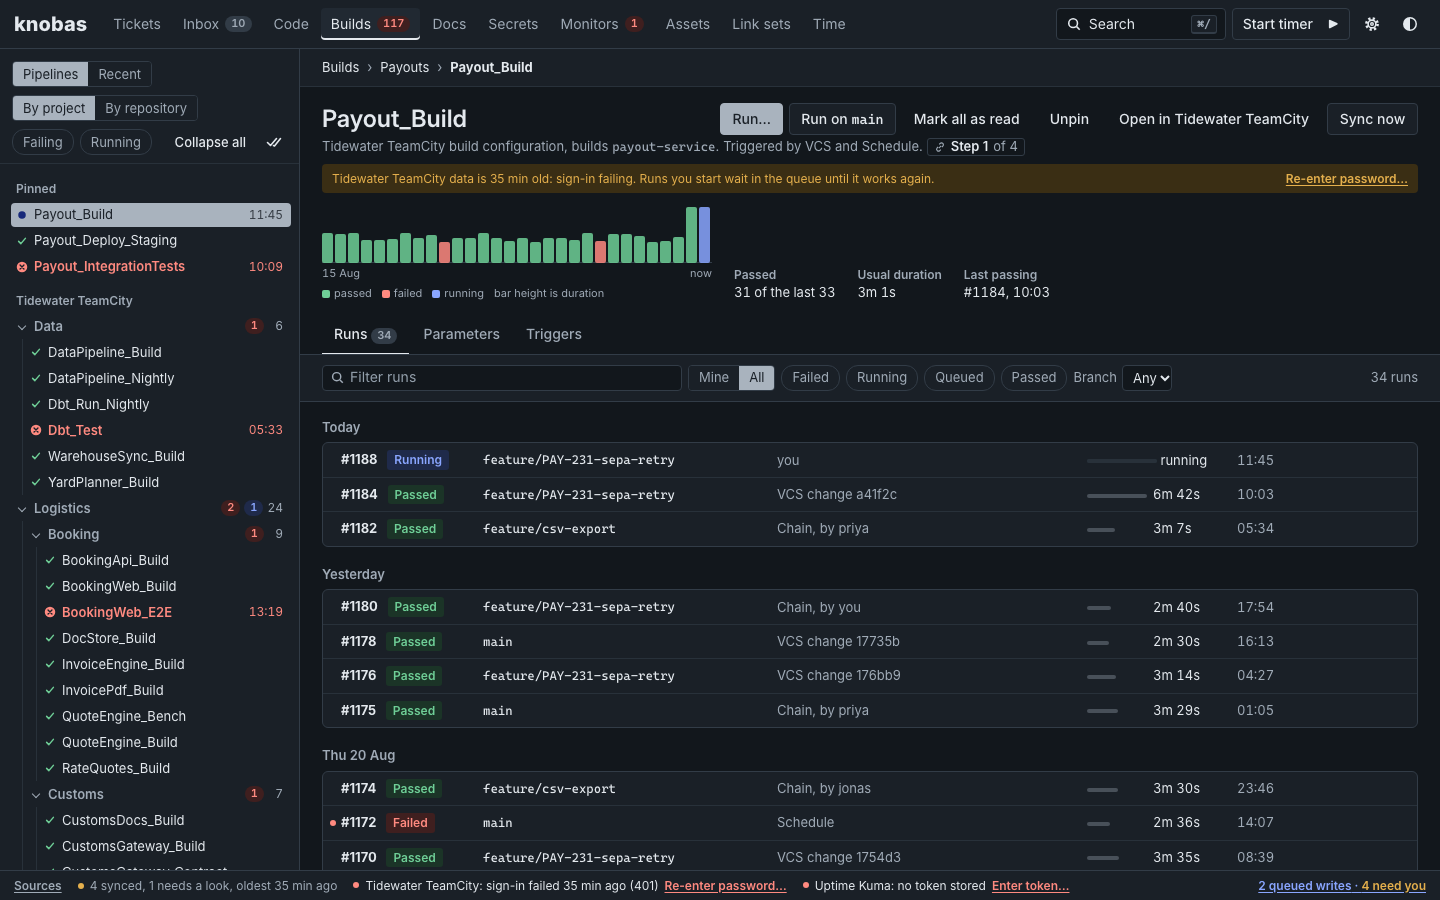 knobas Tickets Inbox 10 Code Builds 117 Docs Secrets Monitors 1 Assets Link sets Time Search ⌘/ Start timer
Pipelines Recent
By project By repository
Failing Running Collapse all
Pinned
Payout_Build 11:45
Payout_Deploy_Staging
Payout_IntegrationTests 10:09
Tidewater TeamCity
Data 1 6
DataPipeline_Build
DataPipeline_Nightly
Dbt_Run_Nightly
Dbt_Test 05:33
WarehouseSync_Build
YardPlanner_Build
Logistics 2 1 24
Booking 1 9
BookingApi_Build
BookingWeb_Build
BookingWeb_E2E 13:19
DocStore_Build
InvoiceEngine_Build
InvoicePdf_Build
QuoteEngine_Bench
QuoteEngine_Build
RateQuotes_Build
Customs 1 7
CustomsDocs_Build
CustomsGateway_Build
Builds › Payouts › Payout_Build
Payout_Build
Run... Run on main Mark all as read Unpin Open in Tidewater TeamCity Sync now
Tidewater TeamCity build configuration, builds payout-service. Triggered by VCS and Schedule. Step 1 of 4
Tidewater TeamCity data is 35 min old: sign-in failing. Runs you start wait in the queue until it works again. Re-enter password...
15 Aug now
passed failed running bar height is duration
Passed Usual duration Last passing
31 of the last 33 3m 1s #1184, 10:03
Runs 34 Parameters Triggers
Filter runs Mine All Failed Running Queued Passed Branch Any 34 runs
Today
#1188 Running feature/PAY-231-sepa-retry you running 11:45
#1184 Passed feature/PAY-231-sepa-retry VCS change a41f2c 6m 42s 10:03
#1182 Passed feature/csv-export Chain, by priya 3m 7s 05:34
Yesterday
#1180 Passed feature/PAY-231-sepa-retry Chain, by you 2m 40s 17:54
#1178 Passed main VCS change 17735b 2m 30s 16:13
#1176 Passed feature/PAY-231-sepa-retry VCS change 176bb9 3m 14s 04:27
#1175 Passed main Chain, by priya 3m 29s 01:05
Thu 20 Aug
#1174 Passed feature/csv-export Chain, by jonas 3m 30s 23:46
#1172 Failed main Schedule 2m 36s 14:07
#1170 Passed feature/PAY-231-sepa-retry VCS change 1754d3 3m 35s 08:39
Sources 4 synced, 1 needs a look, oldest 35 min ago Tidewater TeamCity: sign-in failed 35 min ago (401) Re-enter password... Uptime Kuma: no token stored Enter token... 2 queued writes · 4 need you